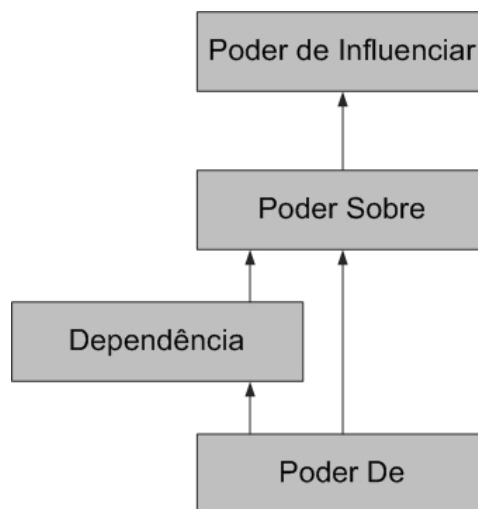 Poder de Influenciar
Poder Sobre
Dependência
Poder De